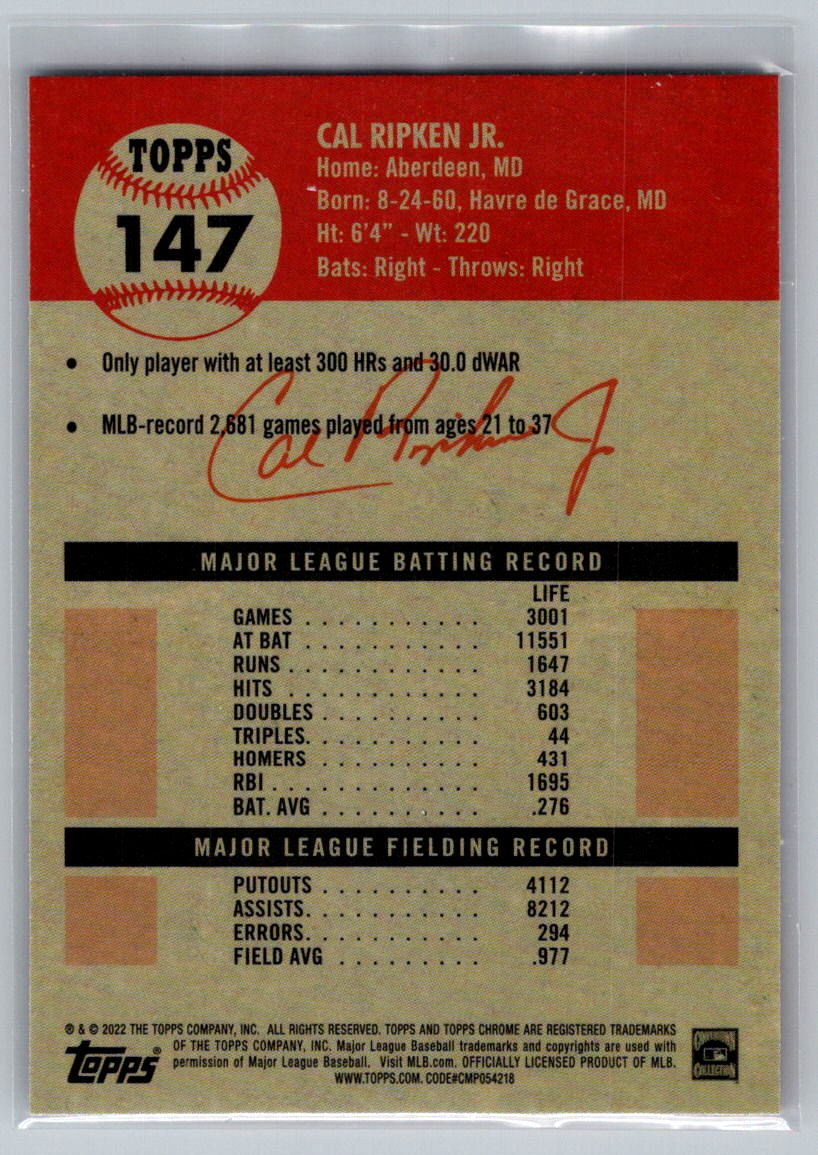 TOPPS
147
CAL RIPKEN JR.
Home: Aberdeen, MD
Born: 8-24-60, Havre de Grace, MD
Ht: 6'4" - Wt: 220
Bats: Right - Throws: Right
• Only player with at least 300 HRs and 30.0 dWAR
• MLB-record 2,681 games played from ages 21 to 37
Cal Ripken Jr
MAJOR LEAGUE BATTING RECORD
LIFE
GAMES . . . . . . . . . . . 3001
AT BAT . . . . . . . . . . . 11551
RUNS . . . . . . . . . . . . 1647
HITS . . . . . . . . . . . . 3184
DOUBLES . . . . . . . . . . 603
TRIPLES. . . . . . . . . . . 44
HOMERS . . . . . . . . . . 431
RBI . . . . . . . . . . . . . 1695
BAT. AVG . . . . . . . . . . .276
MAJOR LEAGUE FIELDING RECORD
PUTOUTS . . . . . . . . . . 4112
ASSISTS. . . . . . . . . . . 8212
ERRORS. . . . . . . . . . . 294
FIELD AVG . . . . . . . . . .977
® & © 2022 THE TOPPS COMPANY, INC. ALL RIGHTS RESERVED. TOPPS AND TOPPS CHROME ARE REGISTERED TRADEMARKS
OF THE TOPPS COMPANY, INC. Major League Baseball trademarks and copyrights are used with
permission of Major League Baseball. Visit MLB.com. OFFICIALLY LICENSED PRODUCT OF MLB.
WWW.TOPPS.COM. CODE#CMP054218
topps®
COOPERSTOWN
COLLECTION